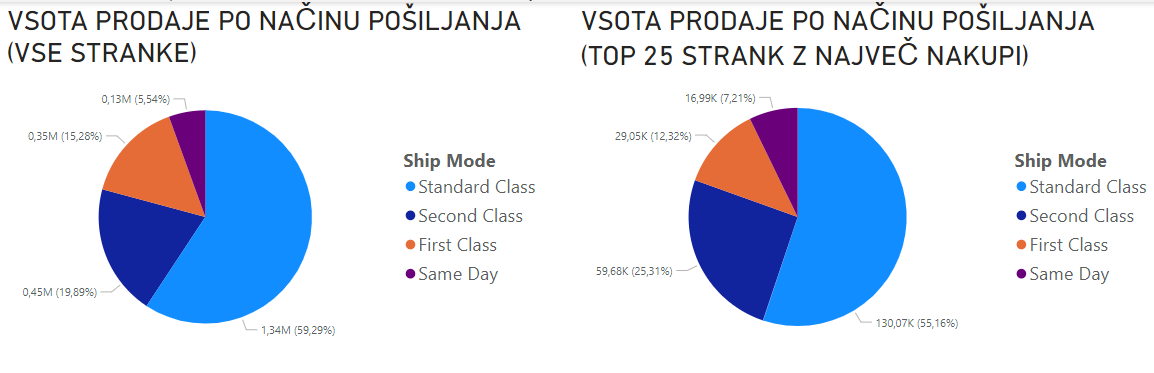 VSOTA PRODAJE PO NAČINU POŠILJANJA
(VSE STRANKE)
0,13M (5,54%)
0,35M (15,28%)
0,45M (19,89%)
1,34M (59,29%)
Ship Mode
Standard Class
Second Class
First Class
Same Day
VSOTA PRODAJE PO NAČINU POŠILJANJA
(TOP 25 STRANK Z NAJVEČ NAKUPI)
16,99K (7,21%)
29,05K (12,32%)
59,68K (25,31%)
130,07K (55,16%)
Ship Mode
Standard Class
Second Class
First Class
Same Day